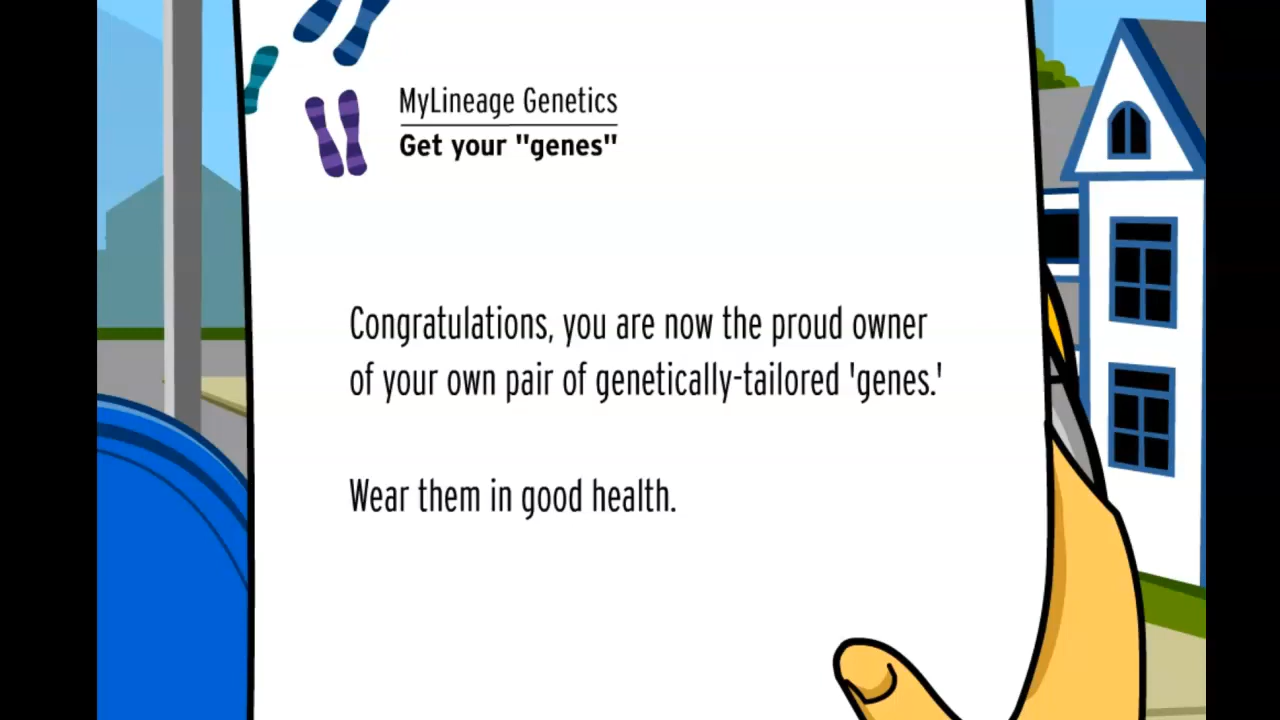 MyLineage Genetics
Get your "genes"
Congratulations, you are now the proud owner
of your own pair of genetically-tailored 'genes.'
Wear them in good health.